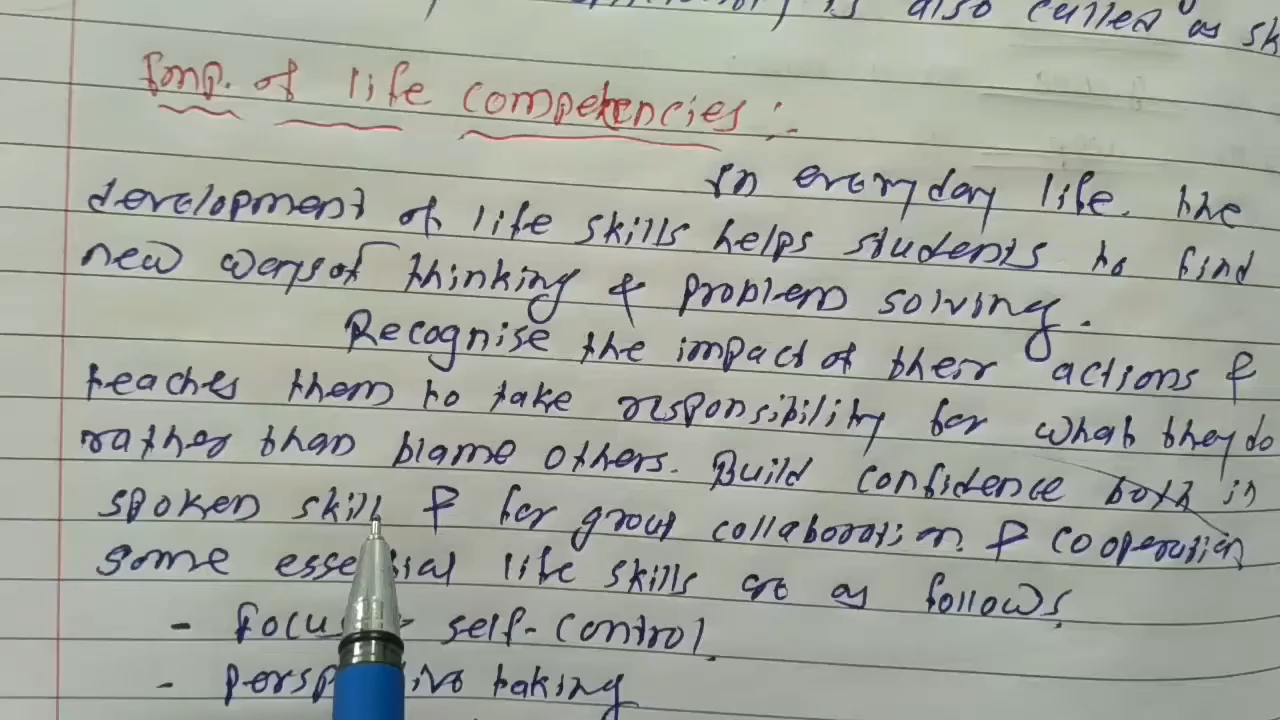 is also called as sk
Imp. of life competencies :-
In everyday life. the
development of life skills helps students to find
new ways of thinking & problem solving.
Recognise the impact of their actions &
teaches them to take responsibility for what they do
rather than blame others. Build confidence both in
spoken skill & for group collaboration & cooperation
some essential life skills are as follows.
- Focus self-control.
- perspective taking